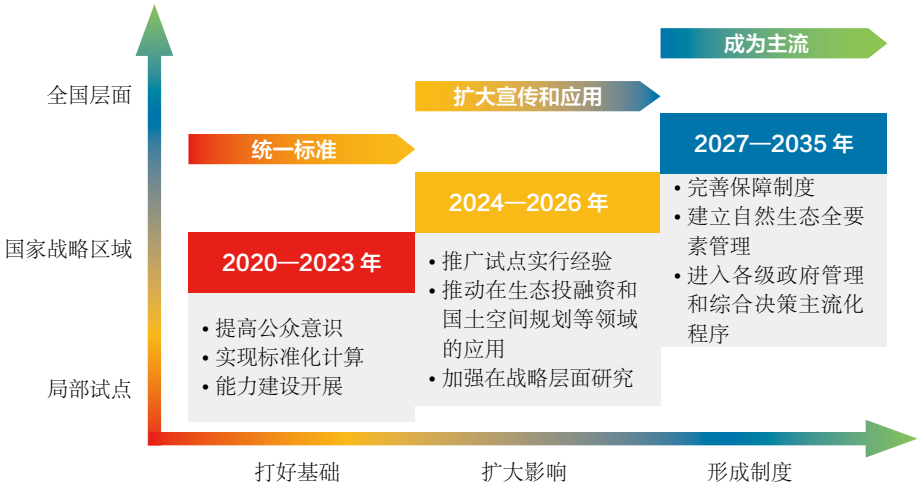 成为主流
全国层面
扩大宣传和应用
统一标准
2027—2035 年
• 完善保障制度
• 建立自然生态全要
素管理
• 进入各级政府管理
和综合决策主流化
程序
2024—2026 年
• 推广试点实行经验
• 推动在生态投融资和
国土空间规划等领域
的应用
• 加强在战略层面研究
国家战略区域
2020—2023 年
• 提高公众意识
• 实现标准化计算
• 能力建设开展
局部试点
打好基础
扩大影响
形成制度